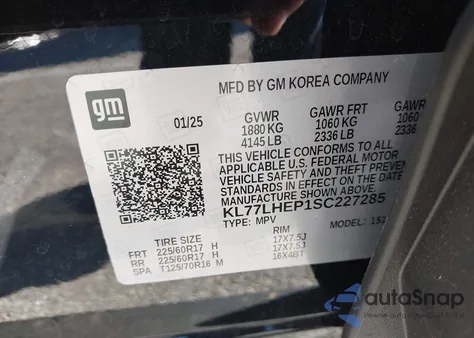 gm
MFD BY GM KOREA COMPANY
01/25 GVWR GAWR FRT GAWR
1880 KG 1060 KG 1060
4145 LB 2336 LB 2336
THIS VEHICLE CONFORMS TO ALL
APPLICABLE U.S. FEDERAL MOTOR
VEHICLE SAFETY AND BUMPER
STANDARDS IN EFFECT ON THE DATE OF
MANUFACTURE SHOWN ABOVE.
KL77LHEP1SC227285
TYPE: MPV MODEL: 1S1
TIRE SIZE RIM
FRT 225/60R17 H 17X7.5J
RR 225/60R17 H 17X7.5J
SPA T125/70R16 M 16X4BT
autoSnap